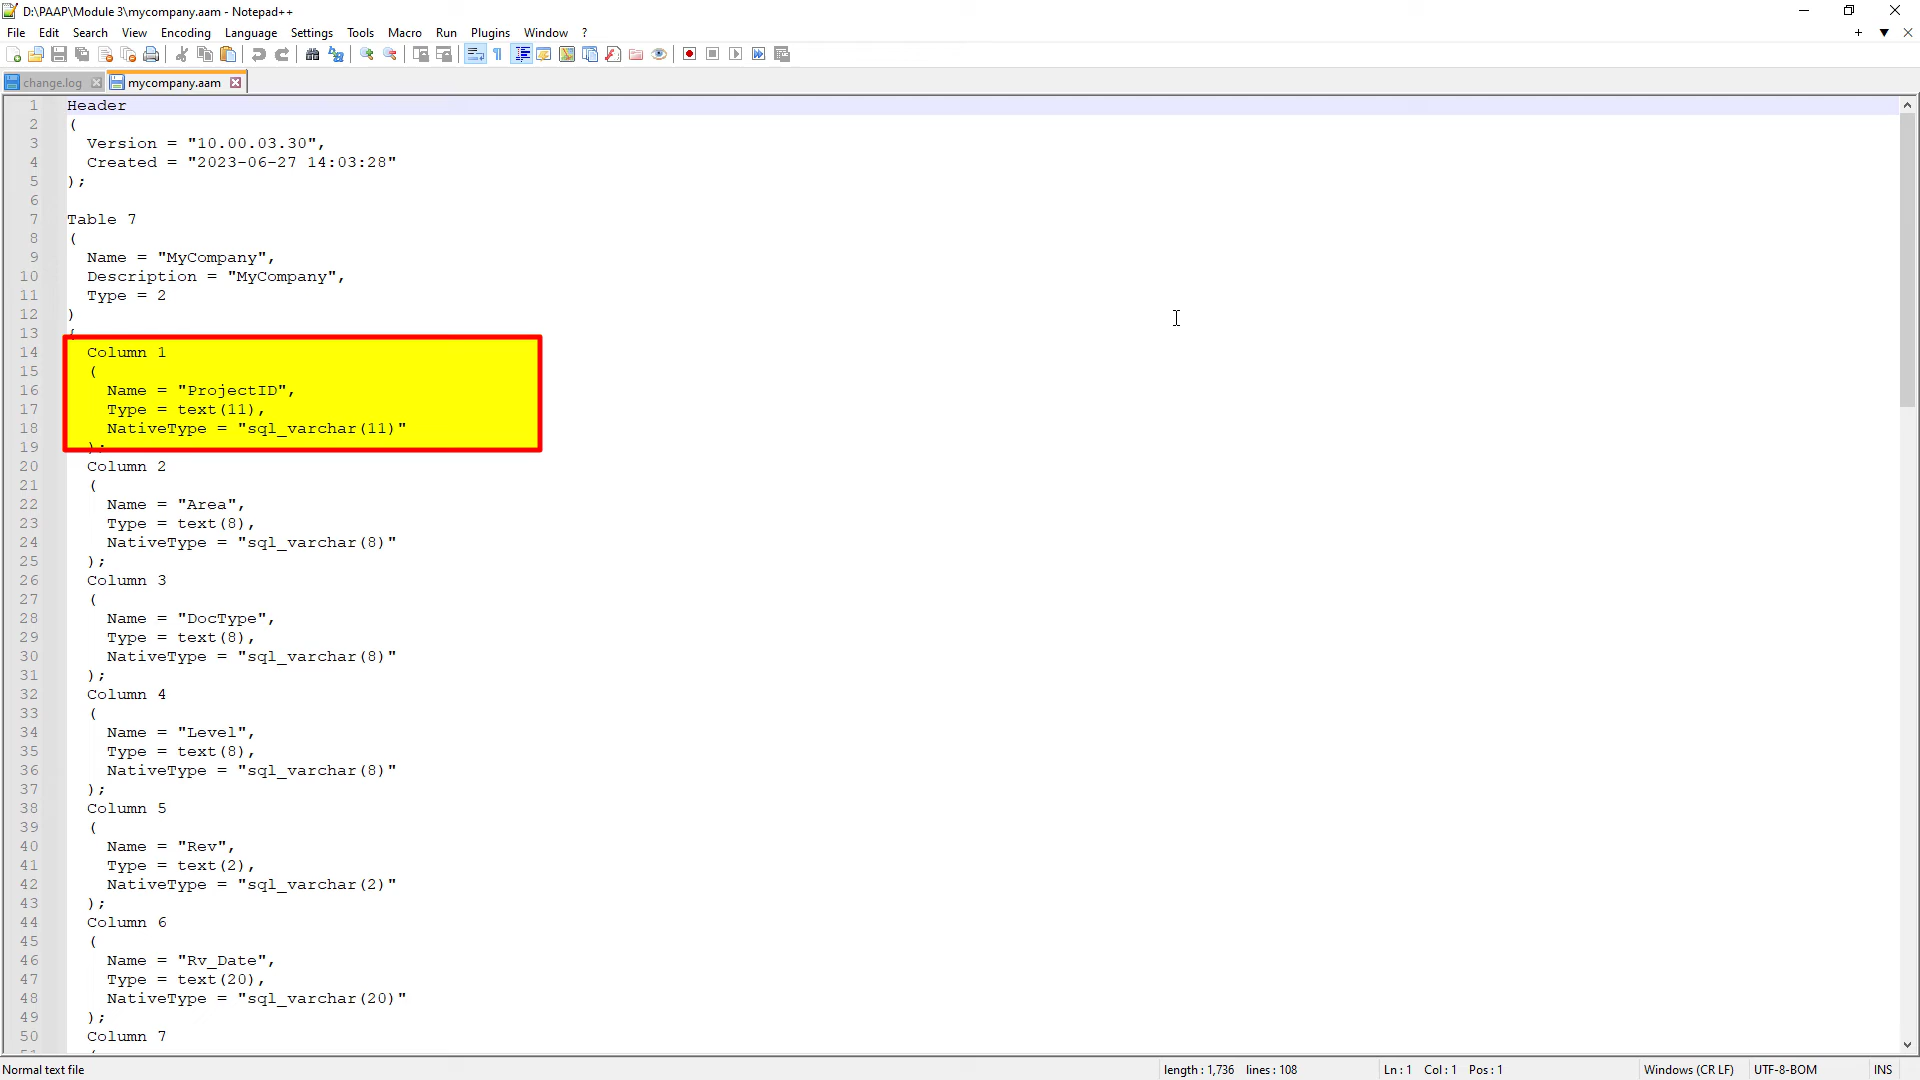 D:\PAAP\Module 3\mycompany.aam - Notepad++
File Edit Search View Encoding Language Settings Tools Macro Run Plugins Window ?
change.log mycompany.aam
1 Header
2 (
3 Version = "10.00.03.30",
4 Created = "2023-06-27 14:03:28"
5 );
6
7 Table 7
8 (
9 Name = "MyCompany",
10 Description = "MyCompany",
11 Type = 2
12 )
13 {
14 Column 1
15 (
16 Name = "ProjectID",
17 Type = text(11),
18 NativeType = "sql_varchar(11)"
19 );
20 Column 2
21 (
22 Name = "Area",
23 Type = text(8),
24 NativeType = "sql_varchar(8)"
25 );
26 Column 3
27 (
28 Name = "DocType",
29 Type = text(8),
30 NativeType = "sql_varchar(8)"
31 );
32 Column 4
33 (
34 Name = "Level",
35 Type = text(8),
36 NativeType = "sql_varchar(8)"
37 );
38 Column 5
39 (
40 Name = "Rev",
41 Type = text(2),
42 NativeType = "sql_varchar(2)"
43 );
44 Column 6
45 (
46 Name = "Rv_Date",
47 Type = text(20),
48 NativeType = "sql_varchar(20)"
49 );
50 Column 7
51 (
Normal text file length : 1,736 lines : 108 Ln : 1 Col : 1 Pos : 1 Windows (CR LF) UTF-8-BOM INS